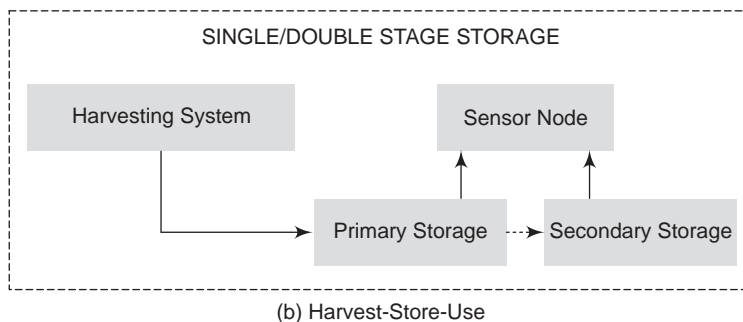 SINGLE/DOUBLE STAGE STORAGE
Harvesting System
Sensor Node
Primary Storage
Secondary Storage
(b) Harvest-Store-Use